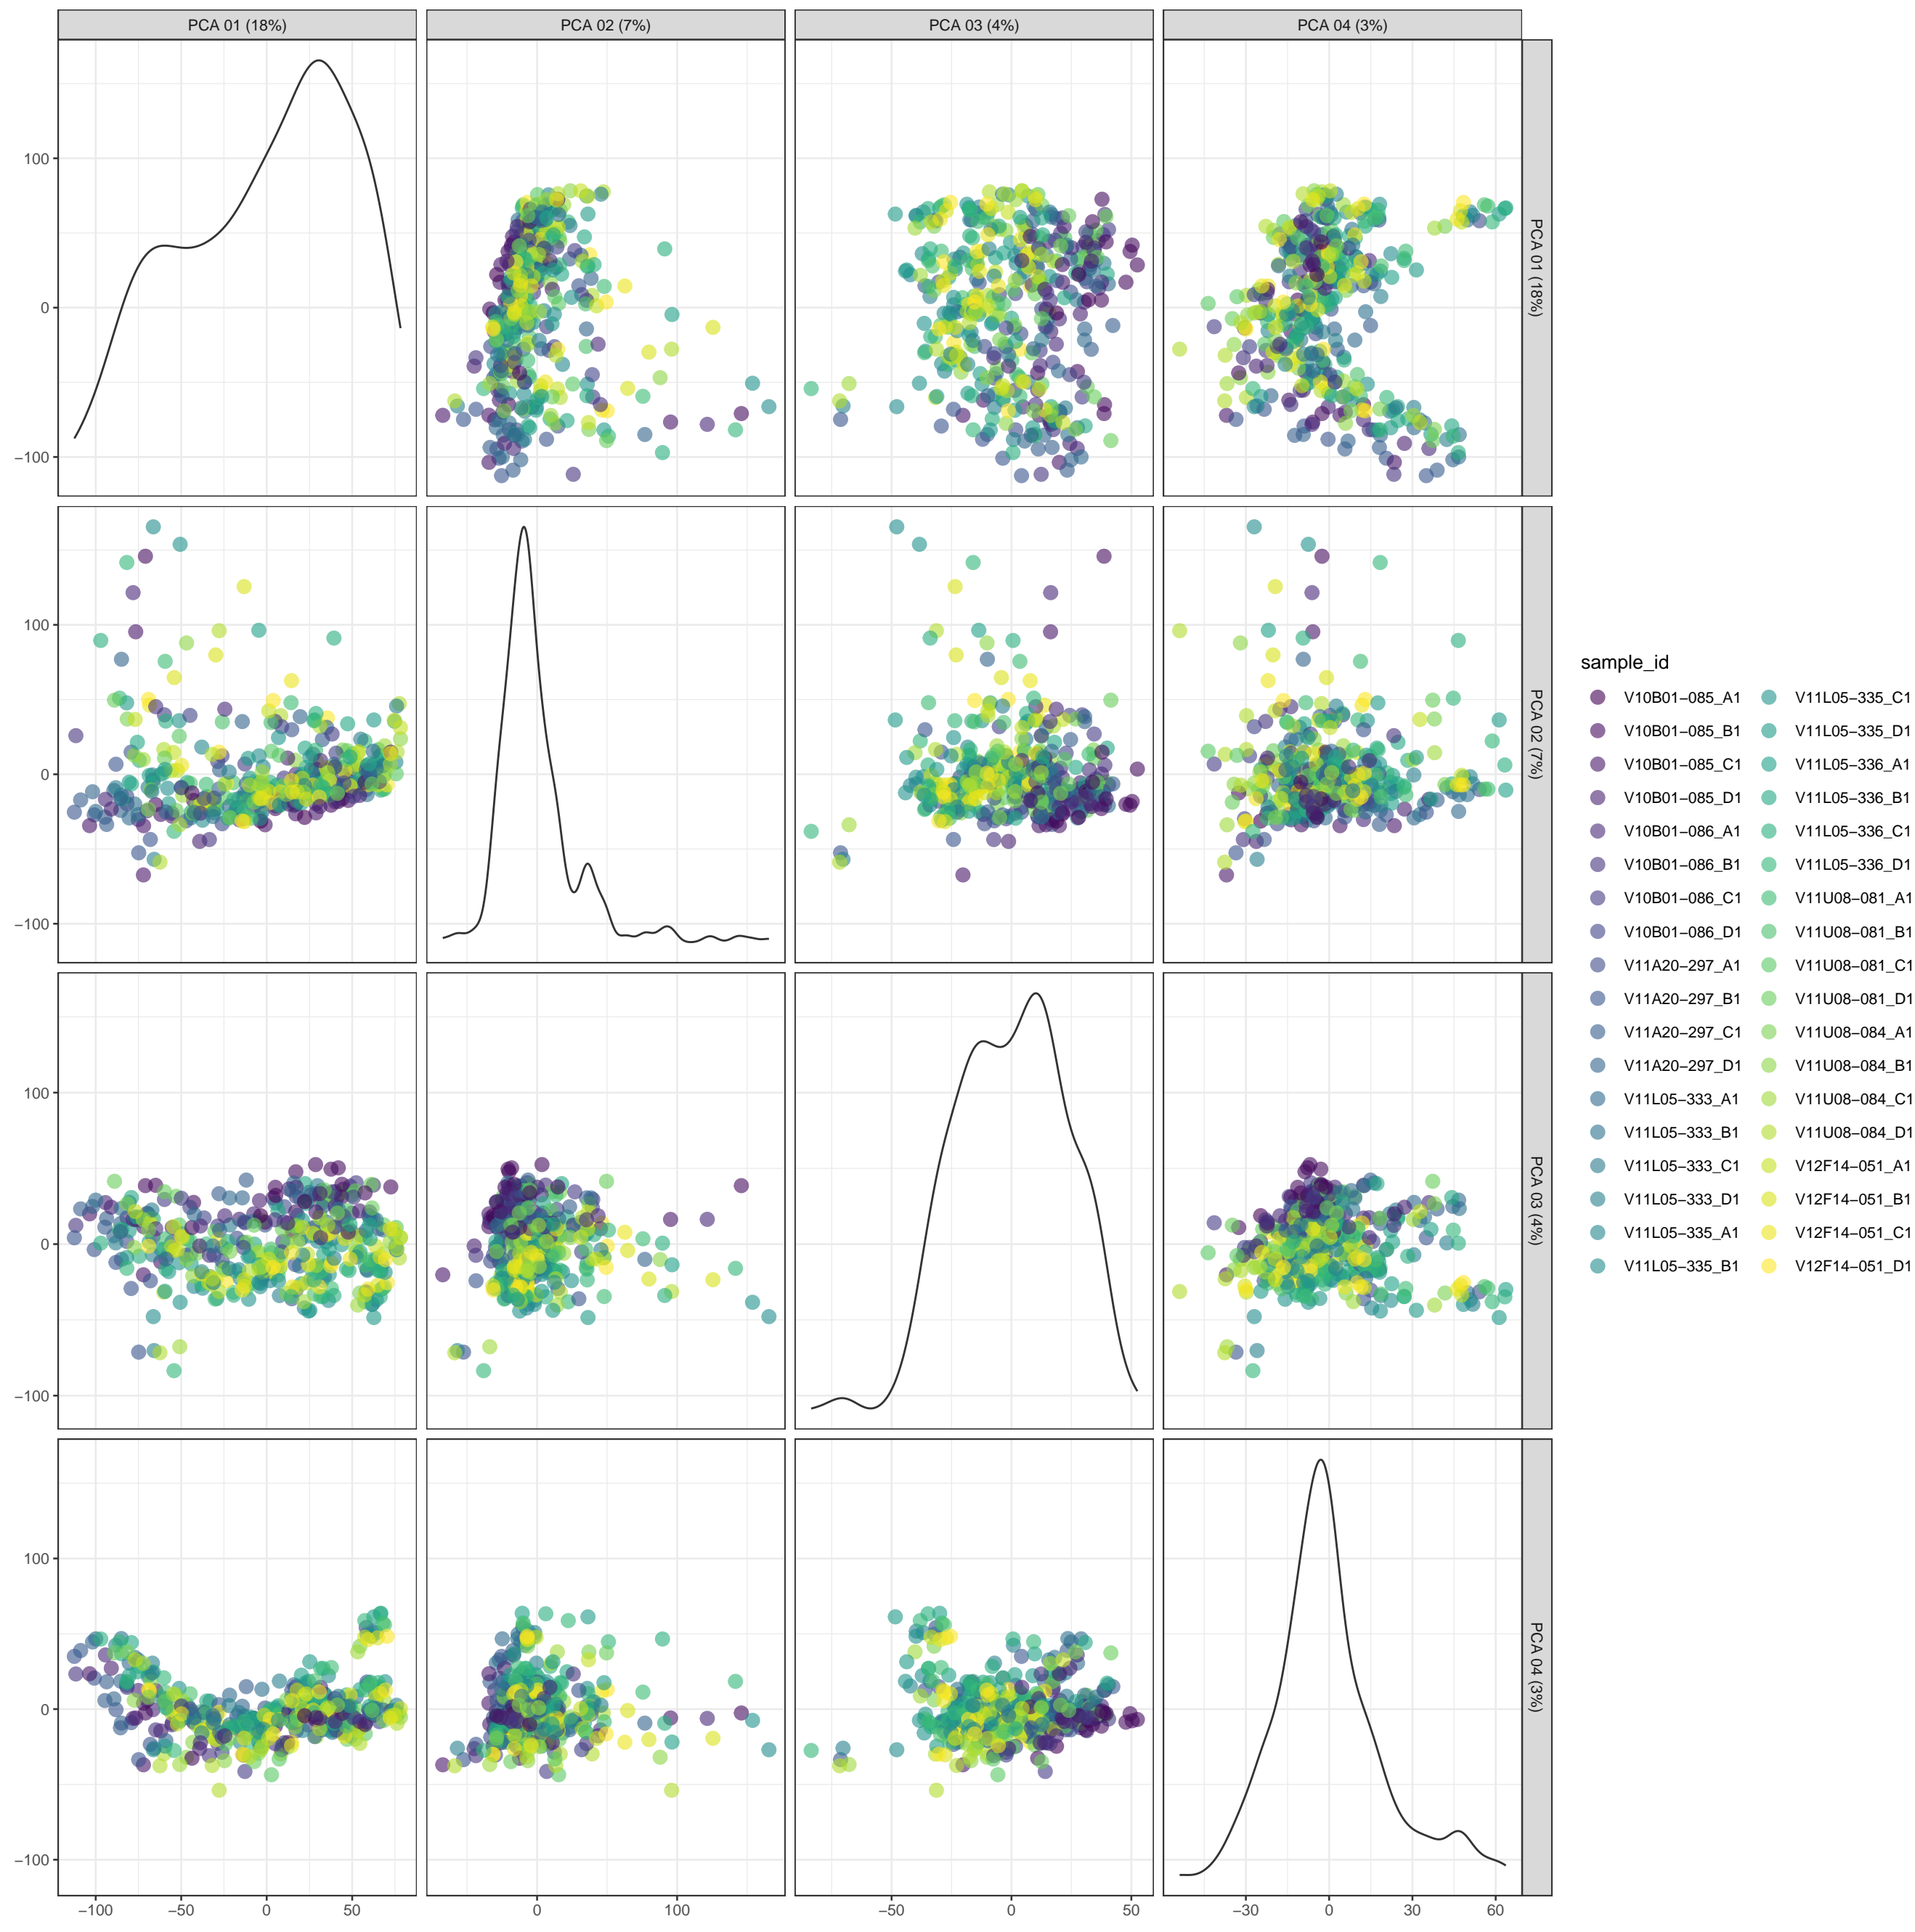 PCA 01 (18%)
PCA 02 (7%)
PCA 03 (4%)
PCA 04 (3%)
100
0
−100
PCA 01 (18%)
100
0
−100
PCA 02 (7%)
100
0
−100
PCA 03 (4%)
100
0
−100
PCA 04 (3%)
−100 −50 0 50
0 100
−50 0 50
−30 0 30 60
sample_id
V10B01−085_A1
V10B01−085_B1
V10B01−085_C1
V10B01−085_D1
V10B01−086_A1
V10B01−086_B1
V10B01−086_C1
V10B01−086_D1
V11A20−297_A1
V11A20−297_B1
V11A20−297_C1
V11A20−297_D1
V11L05−333_A1
V11L05−333_B1
V11L05−333_C1
V11L05−333_D1
V11L05−335_A1
V11L05−335_B1
V11L05−335_C1
V11L05−335_D1
V11L05−336_A1
V11L05−336_B1
V11L05−336_C1
V11L05−336_D1
V11U08−081_A1
V11U08−081_B1
V11U08−081_C1
V11U08−081_D1
V11U08−084_A1
V11U08−084_B1
V11U08−084_C1
V11U08−084_D1
V12F14−051_A1
V12F14−051_B1
V12F14−051_C1
V12F14−051_D1